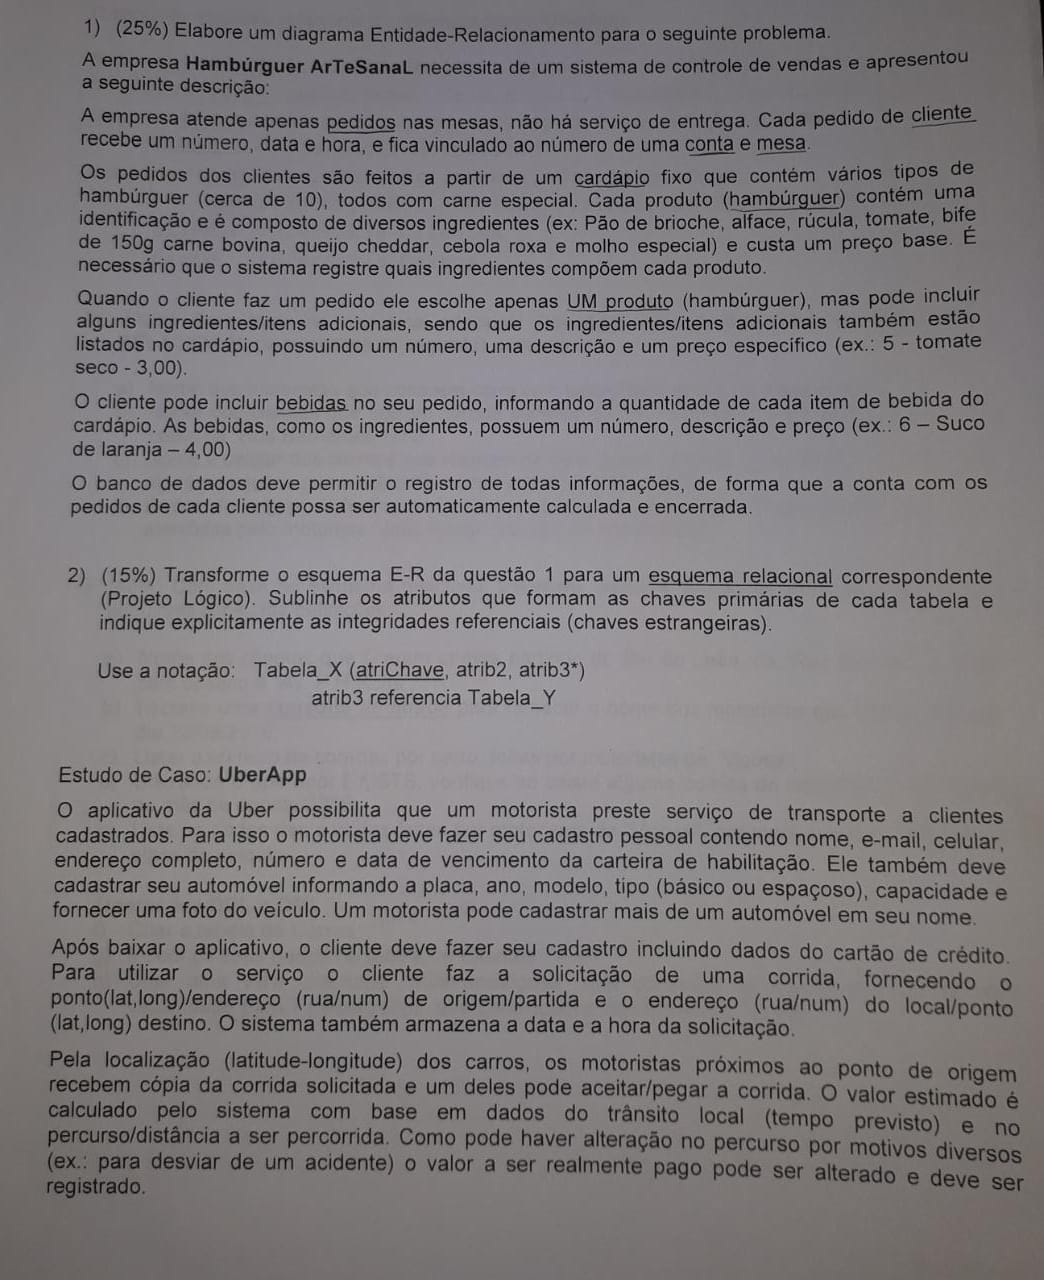 1) (25%) Elabore um diagrama Entidade-Relacionamento para o seguinte problema.
A empresa Hambúrguer ArTeSanaL necessita de um sistema de controle de vendas e apresentou
a seguinte descrição:
A empresa atende apenas pedidos nas mesas, não há serviço de entrega. Cada pedido de cliente
recebe um número, data e hora, e fica vinculado ao número de uma conta e mesa.
Os pedidos dos clientes são feitos a partir de um cardápio fixo que contém vários tipos de
hambúrguer (cerca de 10), todos com carne especial. Cada produto (hambúrguer) contém uma
identificação e é composto de diversos ingredientes (ex: Pão de brioche, alface, rúcula, tomate, bife
de 150g carne bovina, queijo cheddar, cebola roxa e molho especial) e custa um preço base. É
necessário que o sistema registre quais ingredientes compõem cada produto.
Quando o cliente faz um pedido ele escolhe apenas UM produto (hambúrguer), mas pode incluir
alguns ingredientes/itens adicionais, sendo que os ingredientes/itens adicionais também estão
listados no cardápio, possuindo um número, uma descrição e um preço especifico (ex.: 5 - tomate
seco - 3,00).
O cliente pode incluir bebidas no seu pedido, informando a quantidade de cada item de bebida do
cardápio. As bebidas, como os ingredientes, possuem um número, descrição e preço (ex.: 6 – Suco
de laranja – 4,00)
O banco de dados deve permitir o registro de todas informações, de forma que a conta com os
pedidos de cada cliente possa ser automaticamente calculada e encerrada.
2) (15%) Transforme o esquema E-R da questão 1 para um esquema relacional correspondente
(Projeto Lógico). Sublinhe os atributos que formam as chaves primárias de cada tabela e
indique explicitamente as integridades referenciais (chaves estrangeiras).
Use a notação: Tabela_X (atriChave, atrib2, atrib3*)
atrib3 referencia Tabela_Y
Estudo de Caso: UberApp
O aplicativo da Uber possibilita que um motorista preste serviço de transporte a clientes
cadastrados. Para isso o motorista deve fazer seu cadastro pessoal contendo nome, e-mail, celular,
endereço completo, número e data de vencimento da carteira de habilitação. Ele também deve
cadastrar seu automóvel informando a placa, ano, modelo, tipo (básico ou espaçoso), capacidade e
fornecer uma foto do veículo. Um motorista pode cadastrar mais de um automóvel em seu nome.
Após baixar o aplicativo, o cliente deve fazer seu cadastro incluindo dados do cartão de crédito.
Para utilizar o serviço o cliente faz a solicitação de uma corrida, fornecendo o
ponto(lat,long)/endereço (rua/num) de origem/partida e o endereço (rua/num) do local/ponto
(lat,long) destino. O sistema também armazena a data e a hora da solicitação.
Pela localização (latitude-longitude) dos carros, os motoristas próximos ao ponto de origem
recebem cópia da corrida solicitada e um deles pode aceitar/pegar a corrida. O valor estimado é
calculado pelo sistema com base em dados do trânsito local (tempo previsto) e no
percurso/distância a ser percorrida. Como pode haver alteração no percurso por motivos diversos
(ex.: para desviar de um acidente) o valor a ser realmente pago pode ser alterado e deve ser
registrado.